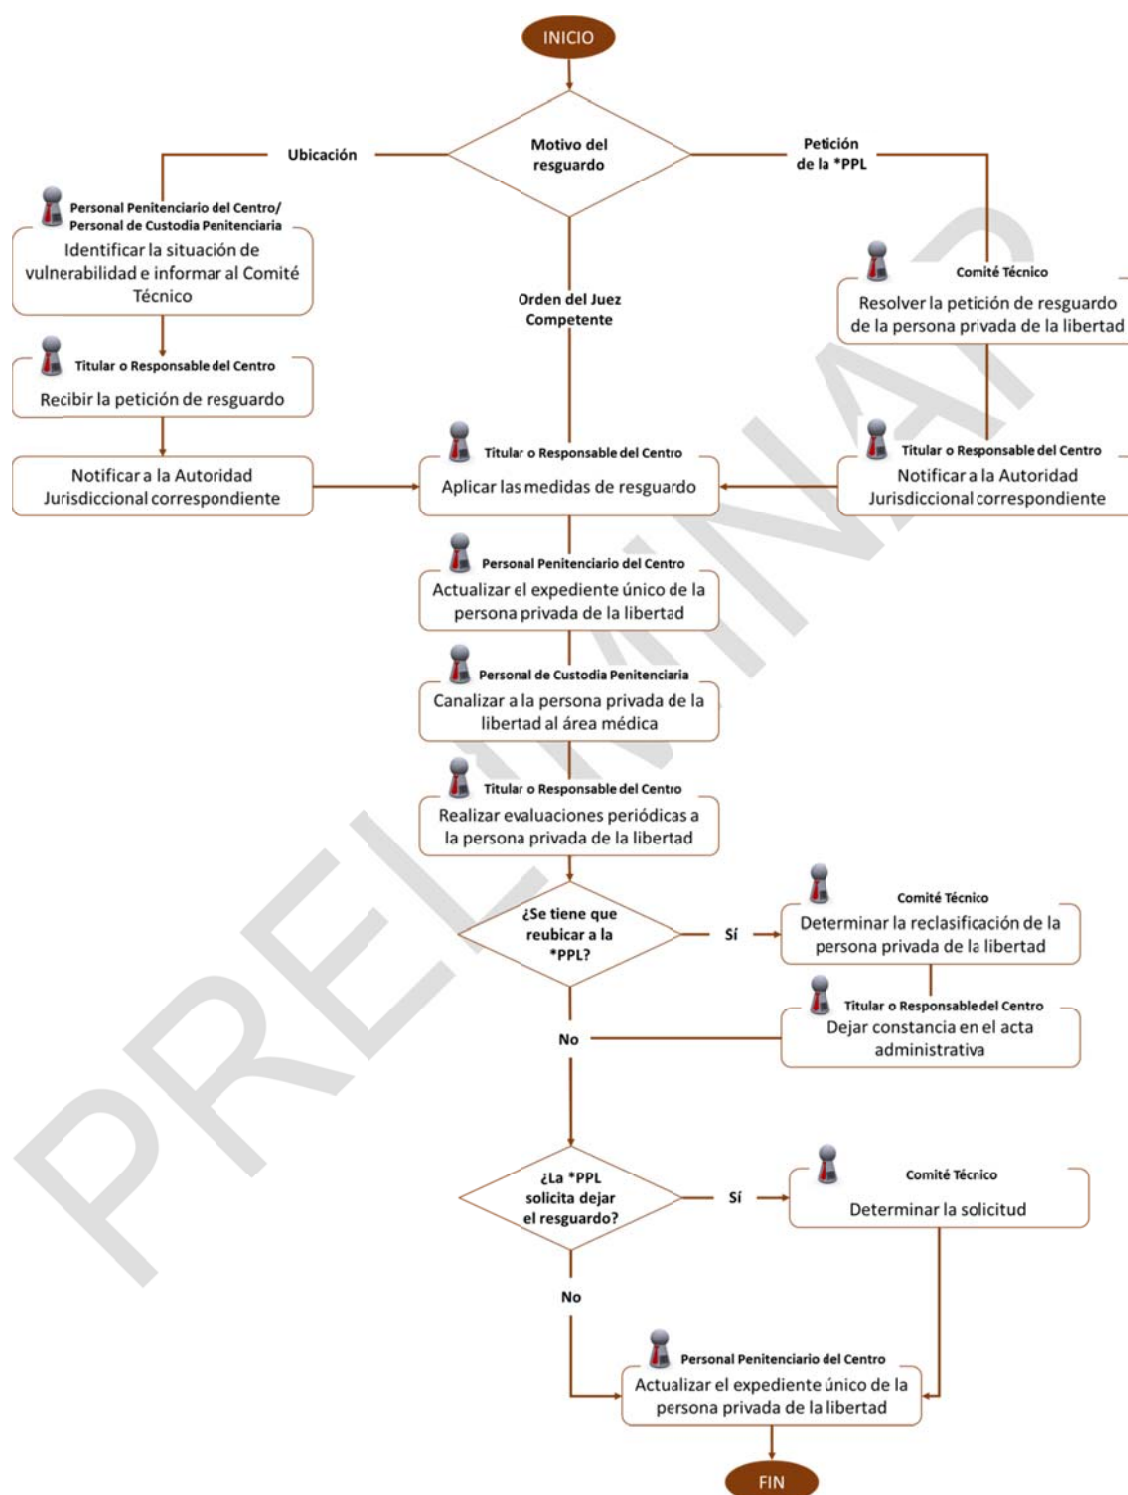 INICIO
Motivo del
resguardo
Ubicación
Petición
de la *PPL
Orden del Juez
Competente
Personal Penitenciario del Centro/
Personal de Custodia Penitenciaria
Identificar la situación de
vulnerabilidad e informar al Comité
Técnico
Titular o Responsable del Centro
Recibir la petición de resguardo
Notificar a la Autoridad
Jurisdiccional correspondiente
Comité Técnico
Resolver la petición de resguardo
de la persona privada de la libertad
Titular o Responsable del Centro
Notificar a la Autoridad
Jurisdiccional correspondiente
Titular o Responsable del Centro
Aplicar las medidas de resguardo
Personal Penitenciario del Centro
Actualizar el expediente único de la
persona privada de la libertad
Personal de Custodia Penitenciaria
Canalizar a la persona privada de la
libertad al área médica
Titular o Responsable del Centro
Realizar evaluaciones periódicas a
la persona privada de la libertad
¿Se tiene que
reubicar a la
*PPL?
Sí
Comité Técnico
Determinar la reclasificación de la
persona privada de la libertad
Titular o Responsable del Centro
Dejar constancia en el acta
administrativa
No
¿La *PPL
solicita dejar
el resguardo?
Sí
Comité Técnico
Determinar la solicitud
No
Personal Penitenciario del Centro
Actualizar el expediente único de la
persona privada de la libertad
FIN
PRELIMINAR